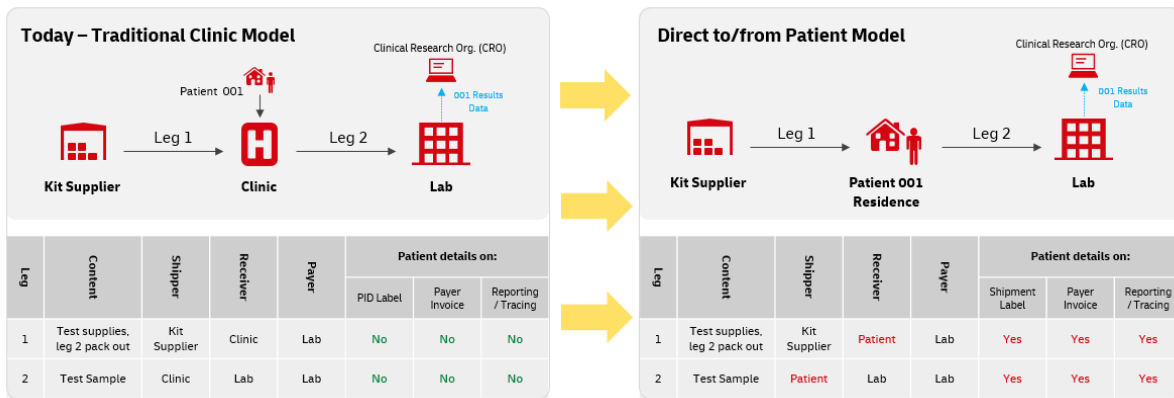 Today – Traditional Clinic Model
Clinical Research Org. (CRO)
Patient 001
001 Results
Data
Leg 1
Leg 2
Kit Supplier
Clinic
Lab
Leg
Content
Shipper
Receiver
Payer
Patient details on:
PID Label
Payer
Invoice
Reporting
/ Tracing
1
Test supplies,
leg 2 pack out
Kit
Supplier
Clinic
Lab
No
No
No
2
Test Sample
Clinic
Lab
Lab
No
No
No
Direct to/from Patient Model
Clinical Research Org. (CRO)
001 Results
Data
Leg 1
Leg 2
Kit Supplier
Patient 001
Residence
Lab
Leg
Content
Shipper
Receiver
Payer
Patient details on:
Shipment
Label
Payer
Invoice
Reporting
/ Tracing
1
Test supplies,
leg 2 pack out
Kit
Supplier
Patient
Lab
Yes
Yes
Yes
2
Test Sample
Patient
Lab
Lab
Yes
Yes
Yes